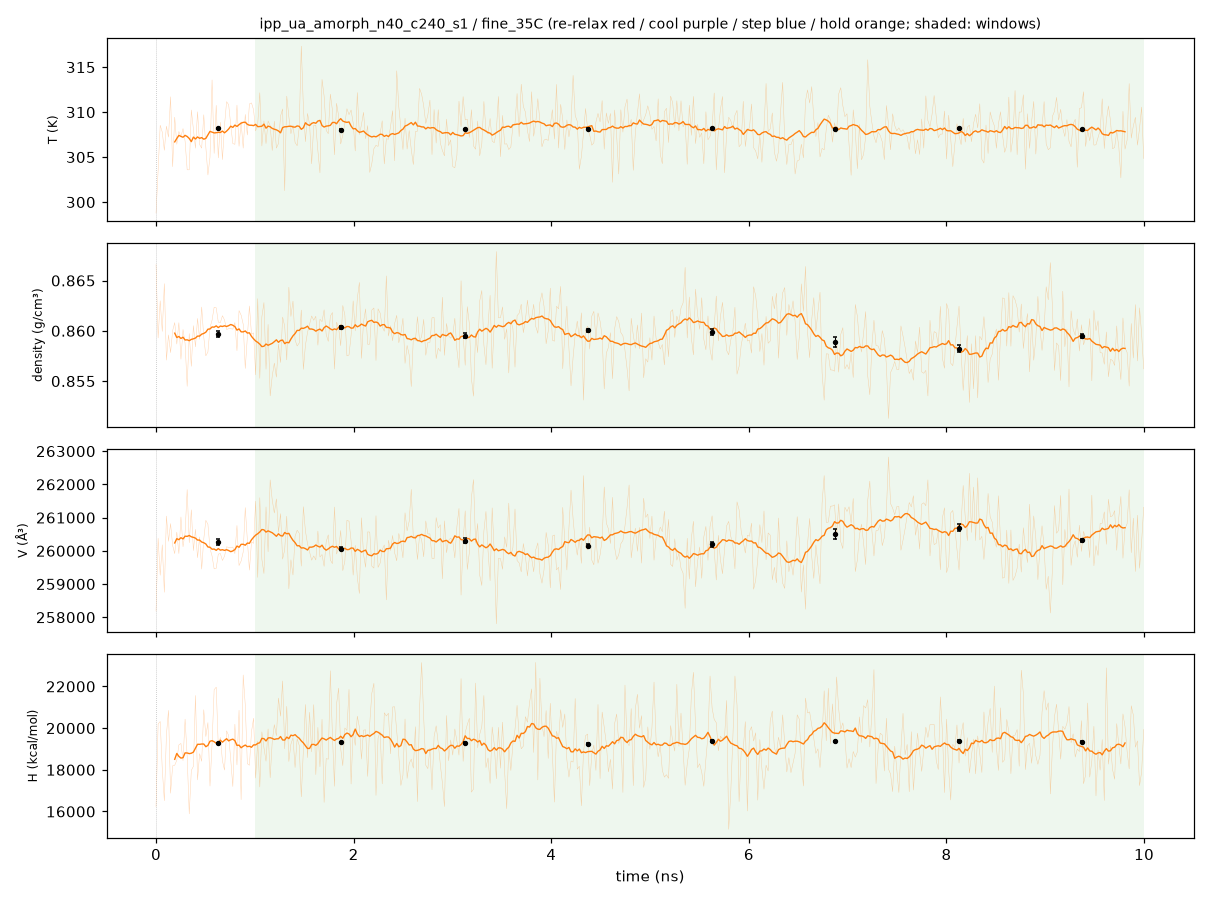 ipp_ua_amorph_n40_c240_s1 / fine_35C (re-relax red / cool purple / step blue / hold orange; shaded: windows)
T (K)
315
310
305
300
density (g/cm³)
0.865
0.860
0.855
V (Å³)
263000
262000
261000
260000
259000
258000
H (kcal/mol)
22000
20000
18000
16000
0 2 4 6 8 10
time (ns)